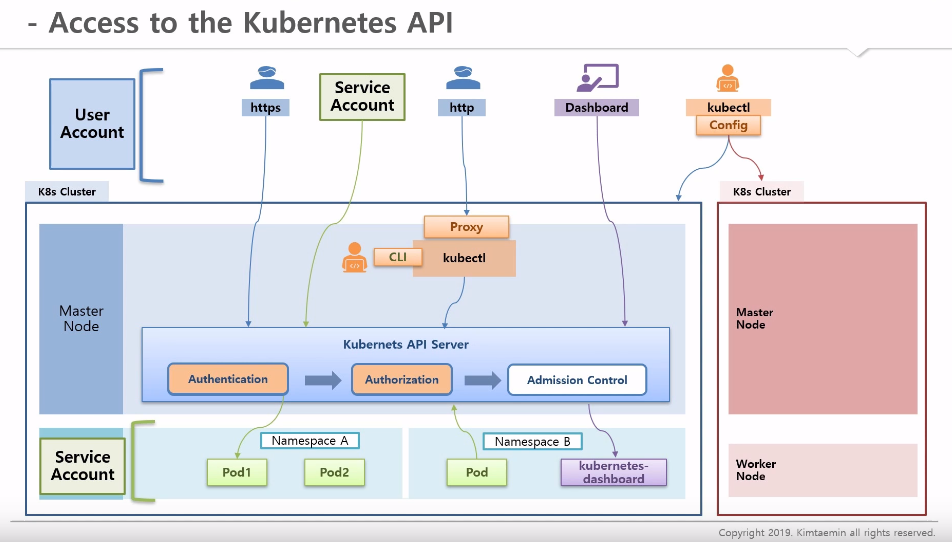 - Access to the Kubernetes API
User
Account
https
Service
Account
http
Dashboard
kubectl
Config
K8s Cluster
K8s Cluster
Proxy
CLI
kubectl
Master
Node
Kubernets API Server
Authentication
Authorization
Admission Control
Master
Node
Service
Account
Namespace A
Pod1
Pod2
Namespace B
Pod
kubernetes-
dashboard
Worker
Node
Copyright 2019. Kimtaemin all rights reserved.